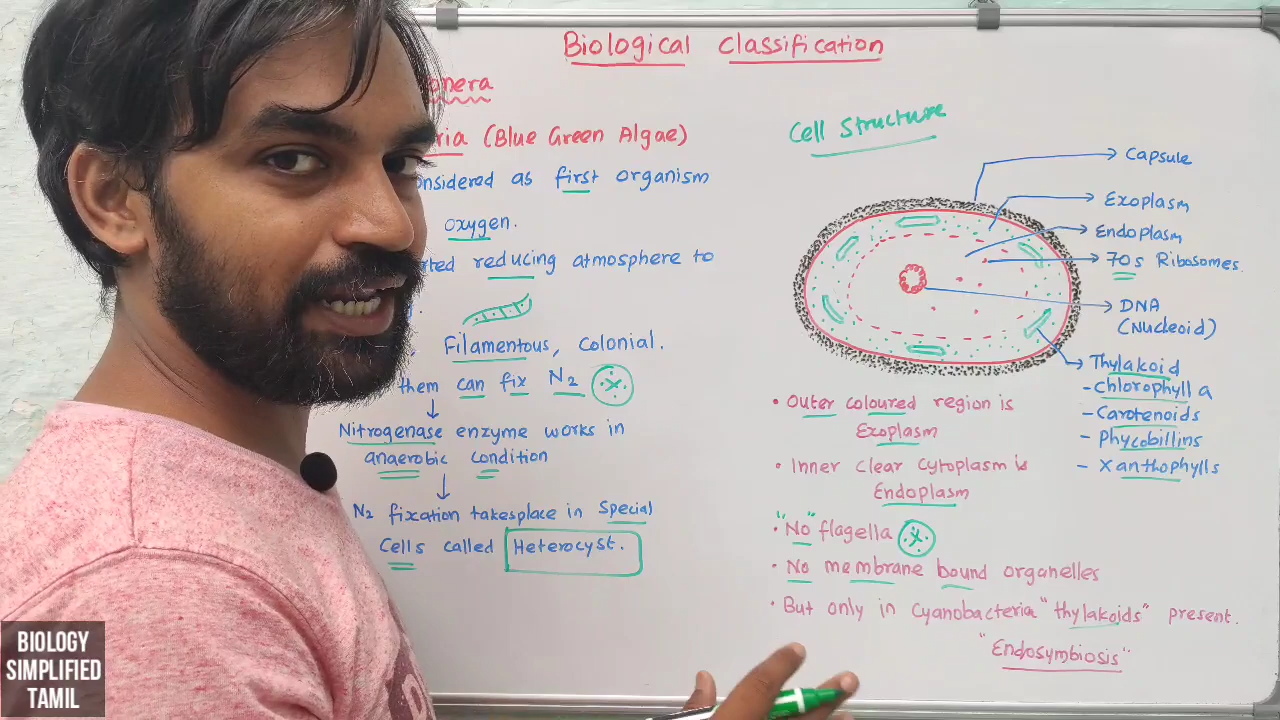 Biological Classification
onera
ria (Blue Green Algae)
onsidered as first organism
oxygen.
rted reducing atmosphere to
Filamentous, Colonial.
them can fix N2
Nitrogenase enzyme works in
anaerobic condition
N2 fixation takesplace in Special
Cells called Heterocyst.
Cell Structure
Capsule
Exoplasm
Endoplasm
70s Ribosomes.
DNA
(Nucleoid)
Thylakoid
- chlorophyll a
- Carotenoids
- Phycobillins
- Xanthophylls
• Outer coloured region is
Exoplasm
• Inner clear cytoplasm is
Endoplasm
• "No" flagella
• No membrane bound organelles
• But only in cyanobacteria "thylakoids" present.
"Endosymbiosis"
BIOLOGY
SIMPLIFIED
TAMIL